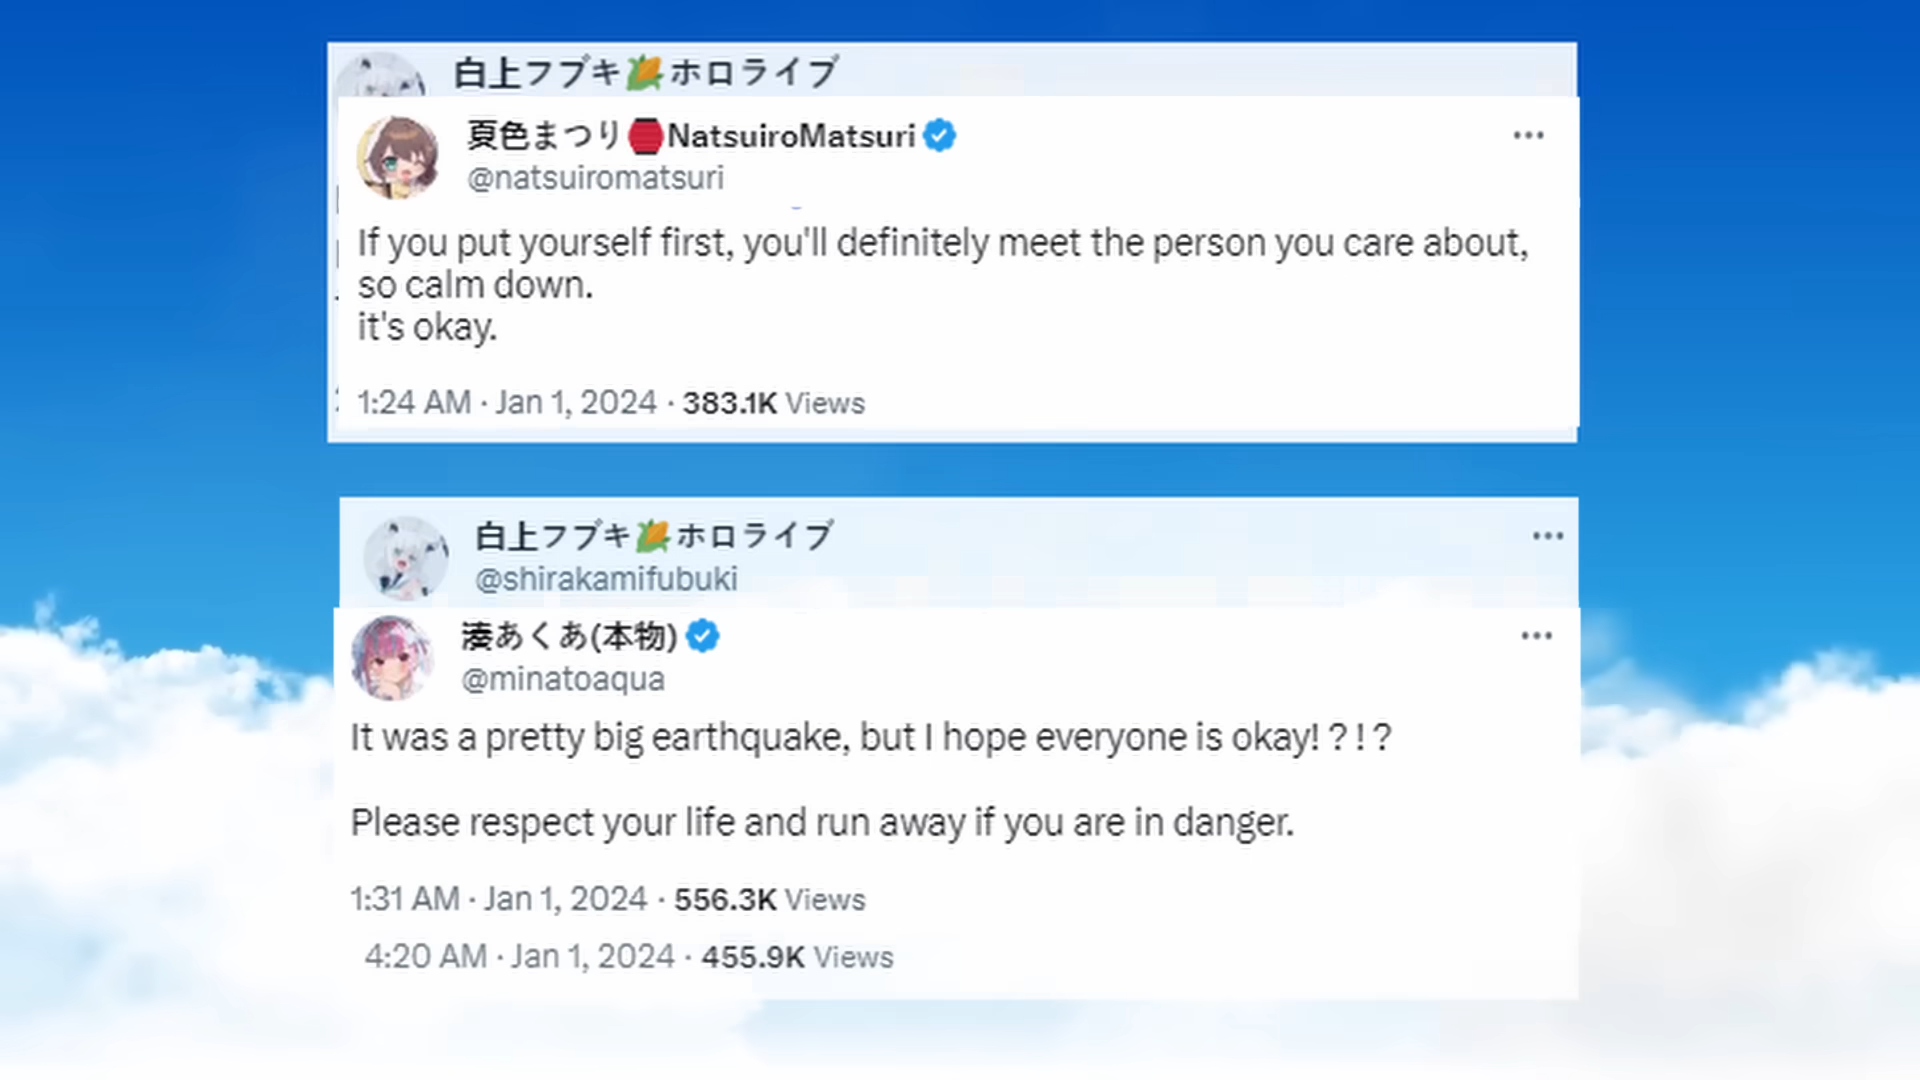 白上フブキ🌽ホロライブ
夏色まつり🏮NatsuiroMatsuri
@natsuiromatsuri
If you put yourself first, you'll definitely meet the person you care about,
so calm down.
it's okay.
1:24 AM · Jan 1, 2024 · 383.1K Views
白上フブキ🌽ホロライブ
@shirakamifubuki
湊あくあ(本物)
@minatoaqua
It was a pretty big earthquake, but I hope everyone is okay! ? ! ?
Please respect your life and run away if you are in danger.
1:31 AM · Jan 1, 2024 · 556.3K Views
4:20 AM · Jan 1, 2024 · 455.9K Views